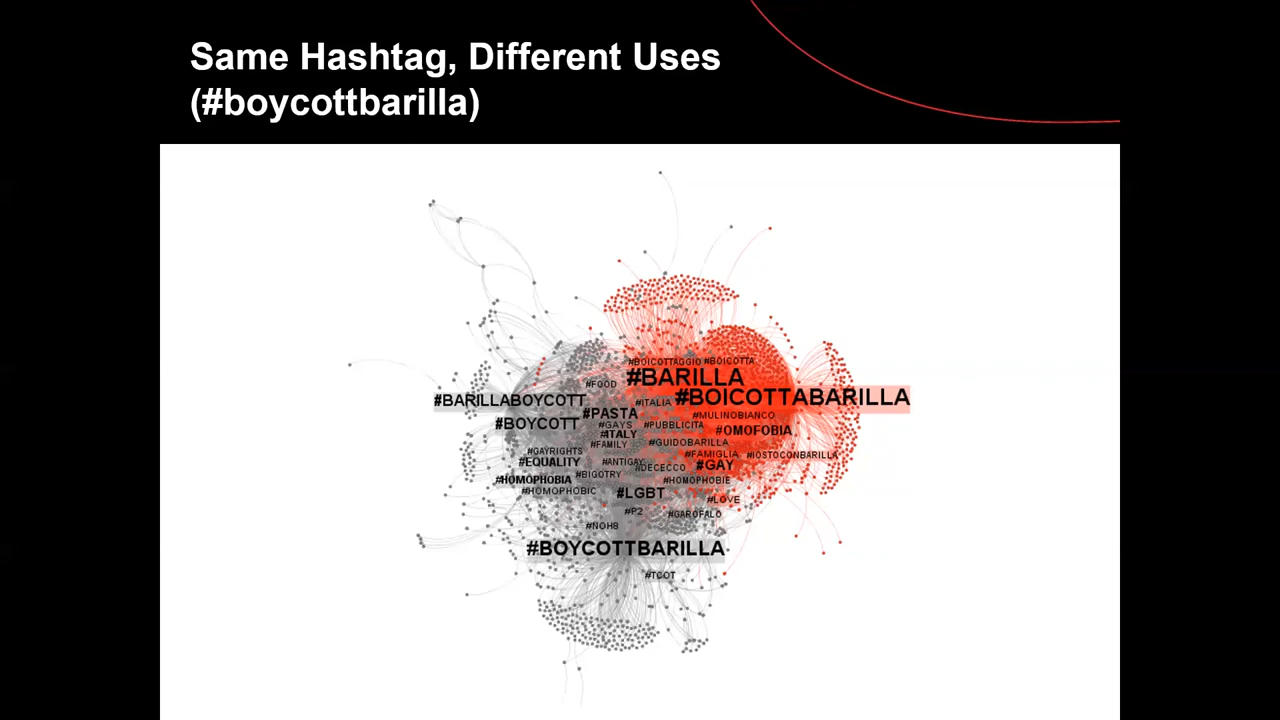 Same Hashtag, Different Uses
(#boycottbarilla)
#BOICOTTAGGIO #BOICOTTA
#BARILLA
#FOOD
#BOICOTTABARILLA
#BARILLABOYCOTT
#ITALIA
#PASTA
#MULINOBIANCO
#BOYCOTT
#GAYS
#PUBBLICITA
#OMOFOBIA
#ITALY
#FAMILY
#GUIDOBARILLA
#GAYRIGHTS
#FAMIGLIA
#IOSTOCONBARILLA
#EQUALITY
#ANTIGAY
#GAY
#DECECCO
#BIGOTRY
#HOMOPHOBIA
#HOMOPHOBIE
#HOMOPHOBIC
#LGBT
#LOVE
#P2
#GAROFALO
#NOH8
#BOYCOTTBARILLA
#TCOT